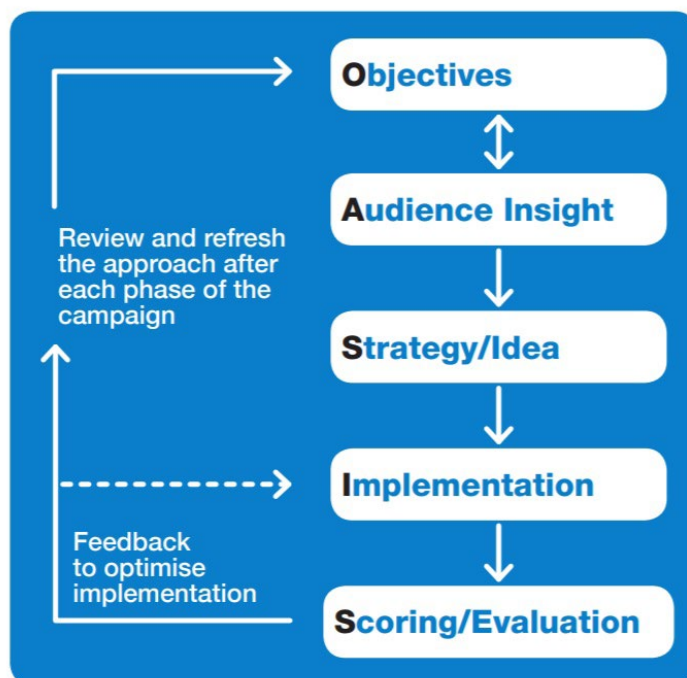 Objectives
Audience Insight
Review and refresh
the approach after
each phase of the
campaign
Strategy/Idea
Implementation
Feedback
to optimise
implementation
Scoring/Evaluation